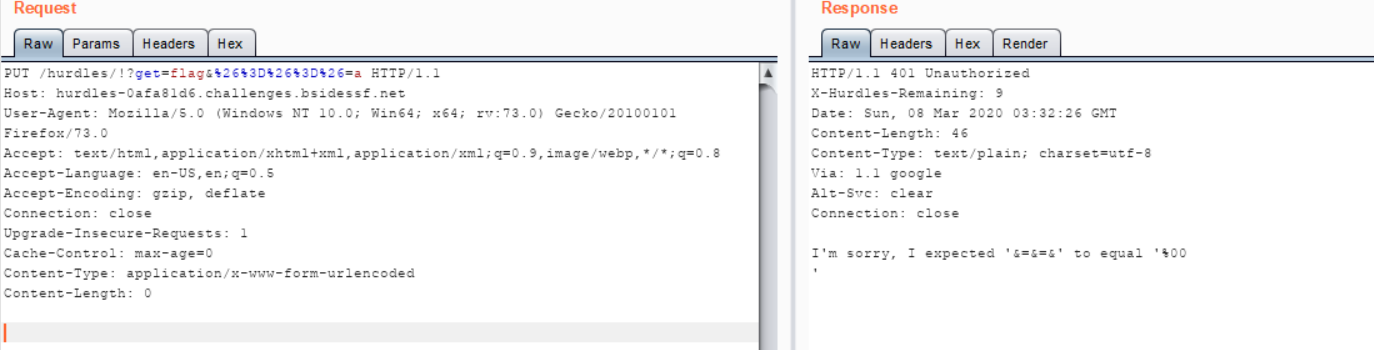 Request
Raw Params Headers Hex
PUT /hurdles/!?get=flag&%26%3D%26%3D%26=a HTTP/1.1
Host: hurdles-0afa81d6.challenges.bsidessf.net
User-Agent: Mozilla/5.0 (Windows NT 10.0; Win64; x64; rv:73.0) Gecko/20100101
Firefox/73.0
Accept: text/html,application/xhtml+xml,application/xml;q=0.9,image/webp,*/*;q=0.8
Accept-Language: en-US,en;q=0.5
Accept-Encoding: gzip, deflate
Connection: close
Upgrade-Insecure-Requests: 1
Cache-Control: max-age=0
Content-Type: application/x-www-form-urlencoded
Content-Length: 0
Response
Raw Headers Hex Render
HTTP/1.1 401 Unauthorized
X-Hurdles-Remaining: 9
Date: Sun, 08 Mar 2020 03:32:26 GMT
Content-Length: 46
Content-Type: text/plain; charset=utf-8
Via: 1.1 google
Alt-Svc: clear
Connection: close
I'm sorry, I expected '&=&=&' to equal '%00
'